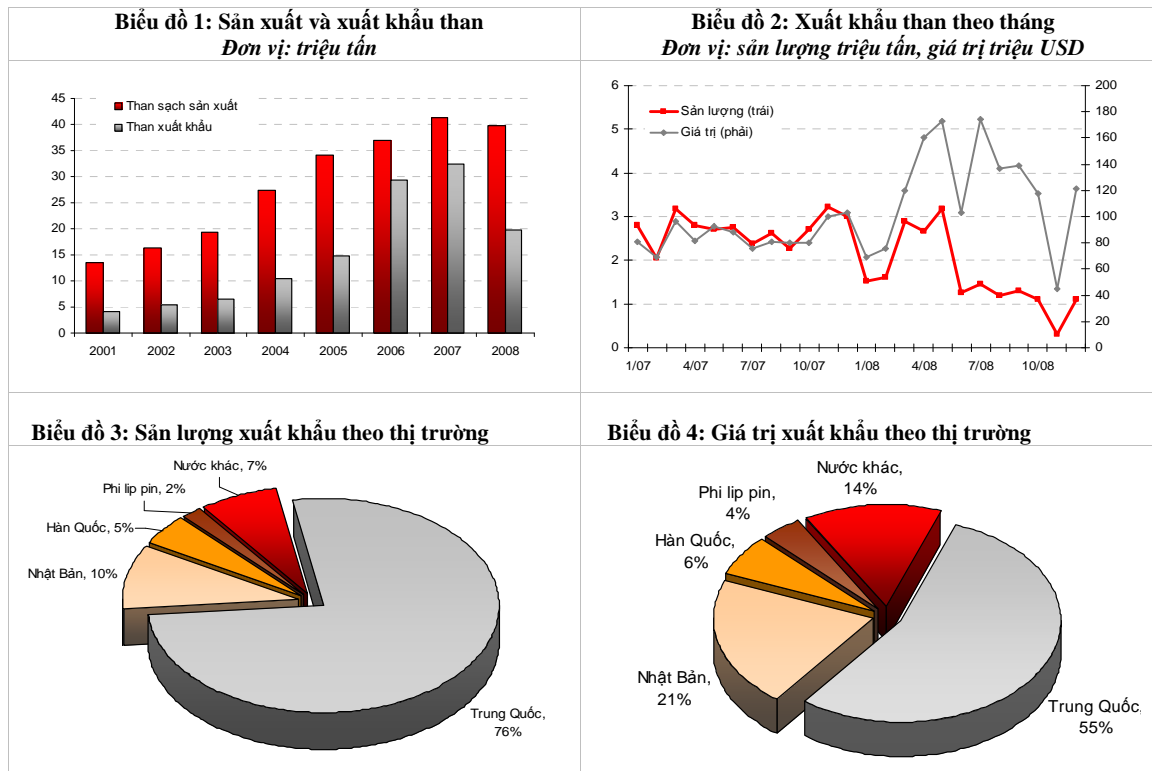 Biểu đồ 1: Sản xuất và xuất khẩu than
Đơn vị: triệu tấn
45
40
35
30
25
20
15
10
5
0
Than sạch sản xuất
Than xuất khẩu
2001 2002 2003 2004 2005 2006 2007 2008
Biểu đồ 2: Xuất khẩu than theo tháng
Đơn vị: sản lượng triệu tấn, giá trị triệu USD
6
5
4
3
2
1
0
Sản lượng (trái)
Giá trị (phải)
200
180
160
140
120
100
80
60
40
20
0
1/07 4/07 7/07 10/07 1/08 4/08 7/08 10/08
Biểu đồ 3: Sản lượng xuất khẩu theo thị trường
Nước khác, 7%
Phi lip pin, 2%
Hàn Quốc, 5%
Nhật Bản, 10%
Trung Quốc,
76%
Biểu đồ 4: Giá trị xuất khẩu theo thị trường
Nước khác,
14%
Phi lip pin,
4%
Hàn Quốc,
6%
Nhật Bản,
21%
Trung Quốc,
55%